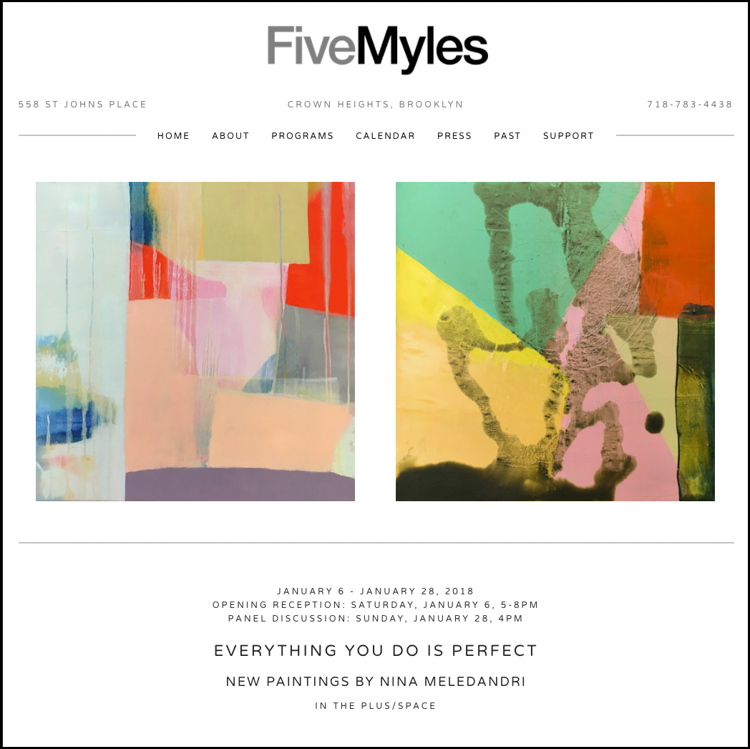 FiveMyles
558 ST JOHNS PLACE
CROWN HEIGHTS, BROOKLYN
718-783-4438
HOME ABOUT PROGRAMS CALENDAR PRESS PAST SUPPORT
JANUARY 6 - JANUARY 28, 2018
OPENING RECEPTION: SATURDAY, JANUARY 6, 5-8PM
PANEL DISCUSSION: SUNDAY, JANUARY 28, 4PM
EVERYTHING YOU DO IS PERFECT
NEW PAINTINGS BY NINA MELEDANDRI
IN THE PLUS/SPACE